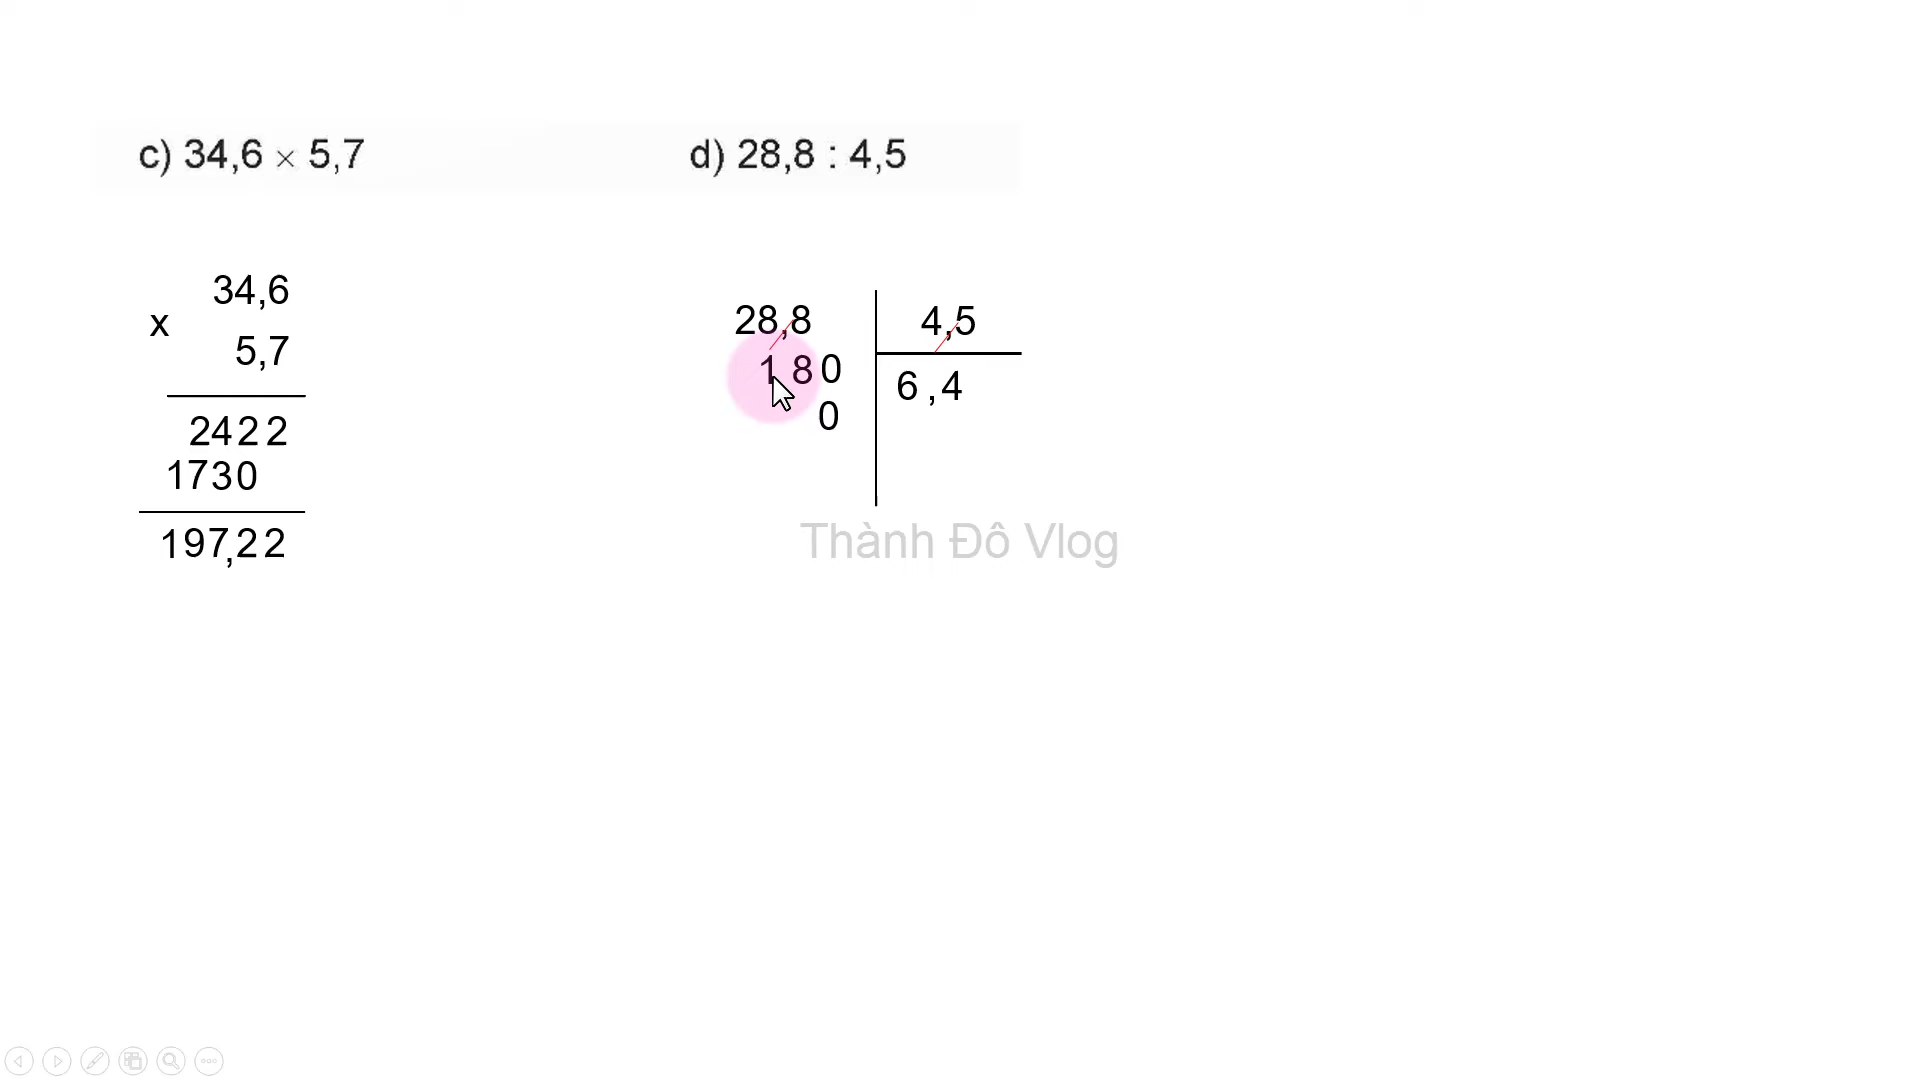 c) 34,6 × 5,7
d) 28,8 : 4,5
34,6
x
5,7
2422
1730
197,22
28,8
4,5
180
6,4
0
Thành Đô Vlog